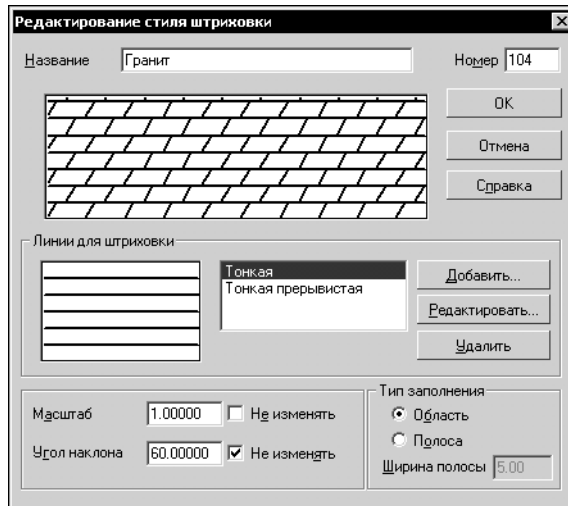 Редактирование стиля штриховки
Название Гранит Номер 104
OK
Отмена
Справка
Линии для штриховки
Тонкая
Тонкая прерывистая
Добавить...
Редактировать...
Удалить
Масштаб 1.00000 Не изменять
Угол наклона 60.00000 Не изменять
Тип заполнения
Область
Полоса
Ширина полосы 5.00